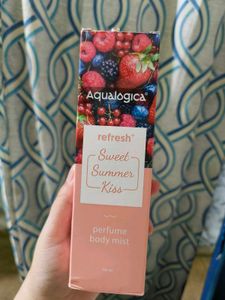 Aqualogica®
refresh+
Sweet
Summer
Kiss
perfume
body mist